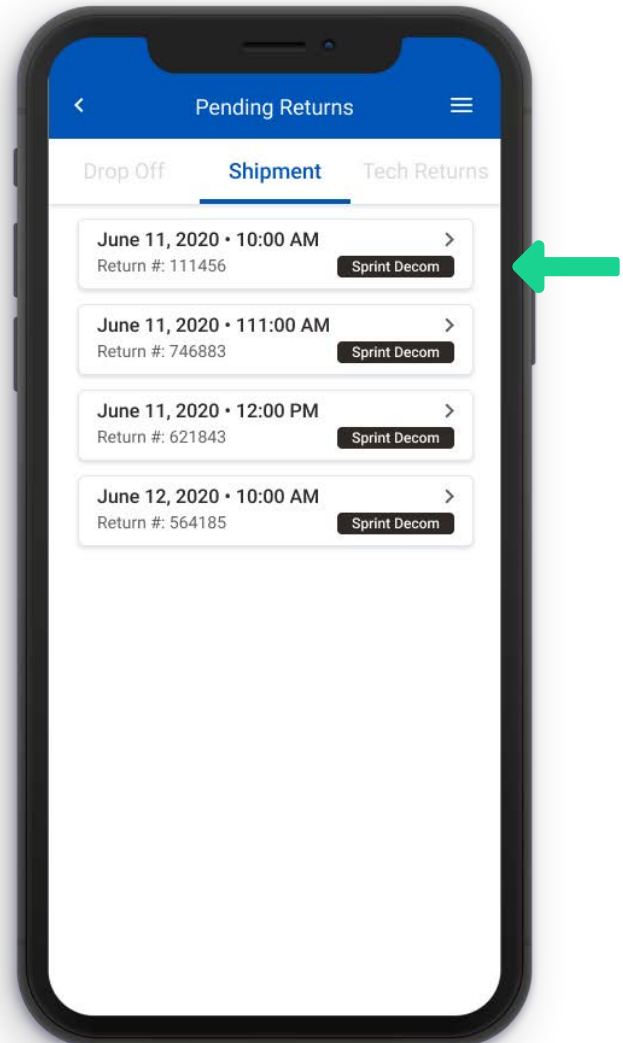 Pending Returns
Drop Off Shipment Tech Returns
June 11, 2020 • 10:00 AM
Return #: 111456 Sprint Decom
June 11, 2020 • 111:00 AM
Return #: 746883 Sprint Decom
June 11, 2020 • 12:00 PM
Return #: 621843 Sprint Decom
June 12, 2020 • 10:00 AM
Return #: 564185 Sprint Decom